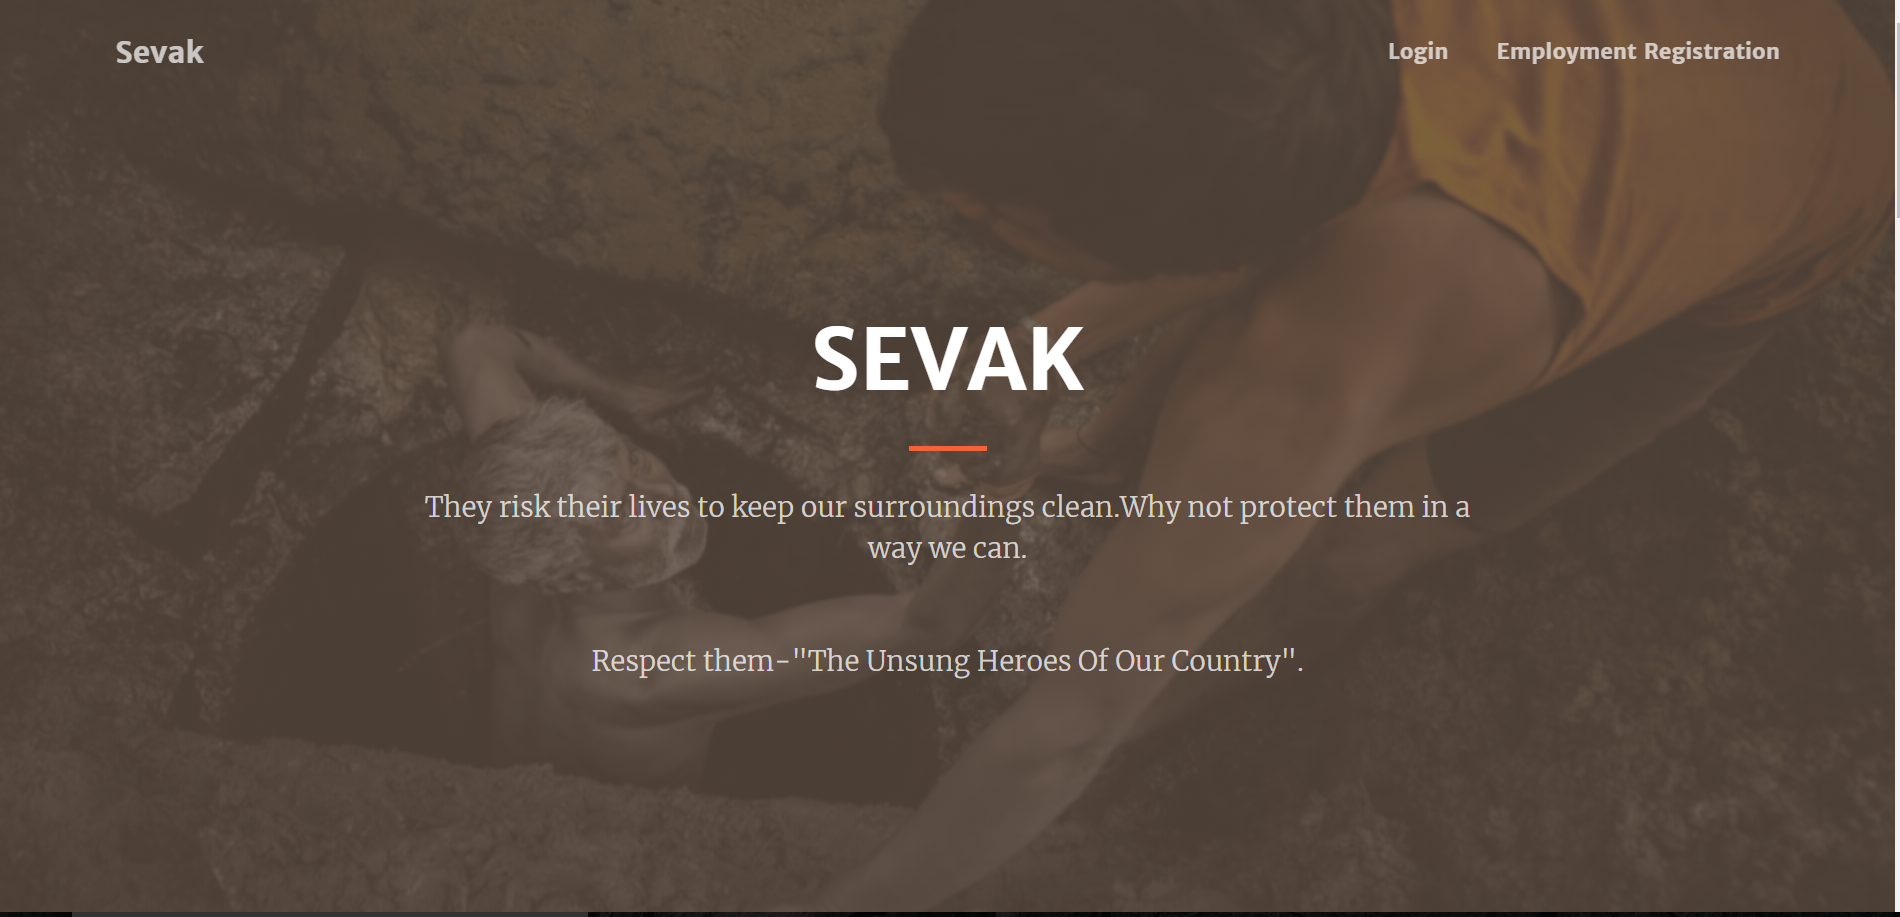 Sevak
Login
Employment Registration
SEVAK
They risk their lives to keep our surroundings clean.Why not protect them in a
way we can.
Respect them-"The Unsung Heroes Of Our Country".